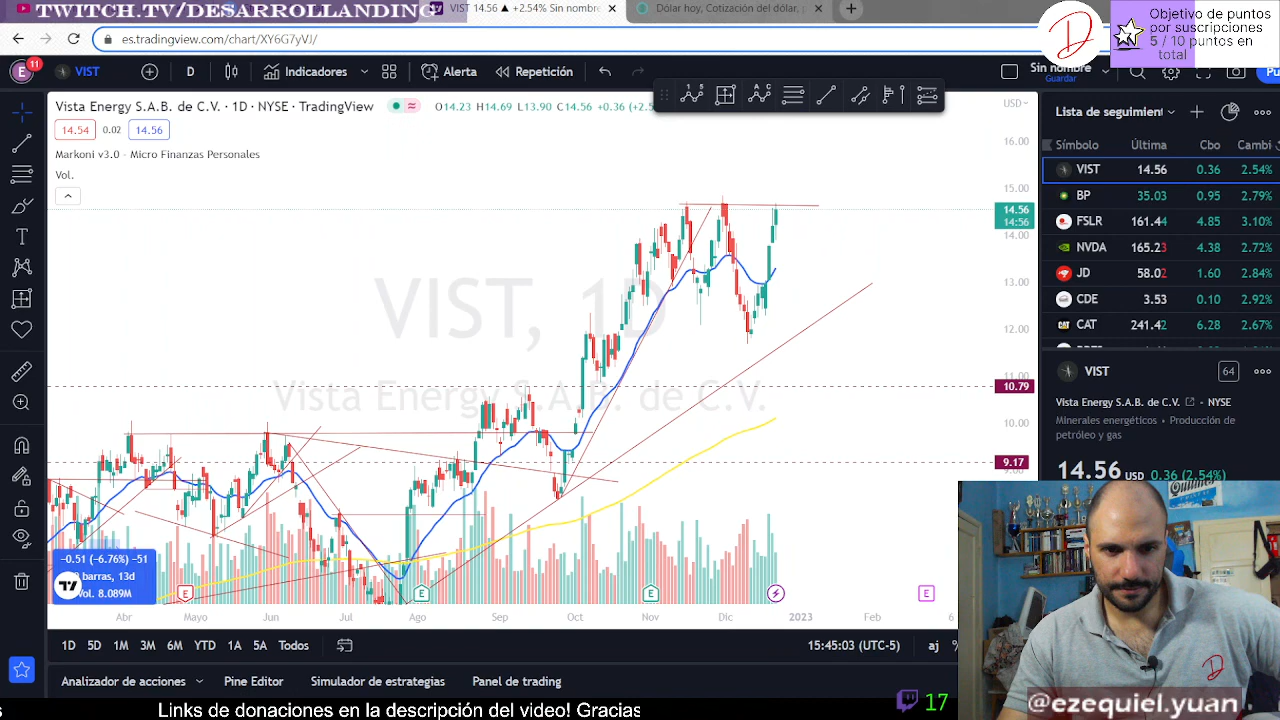 TWITCH.TV/DESARROLLANDING
VIST 14.56 ▲ +2.54% Sin nombre
Dólar hoy, Cotización del dólar, p
es.tradingview.com/chart/XY6G7yVJ/
Objetivo de puntos
por suscripciones
5 / 10 puntos en
total
E
11
VIST
D
Indicadores
Alerta
Repetición
Sin nombre
Guardar
Pu
Vista Energy S.A.B. de C.V. · 1D · NYSE · TradingView
O14.23 H14.69 L13.90 C14.56 +0.36 (+2.5
USD
14.54
0.02
14.56
Markoni v3.0 - Micro Finanzas Personales
Vol.
Lista de seguimien
Símbolo
Última
Cbo
Cambi
VIST 14.56 0.36 2.54%
BP 35.03 0.95 2.79%
FSLR 161.44 4.85 3.10%
NVDA 165.23 4.38 2.72%
JD 58.02 1.60 2.84%
CDE 3.53 0.10 2.92%
CAT 241.42 6.28 2.67%
16.00
15.00
14.56
14:56
14.00
13.00
12.00
11.00
10.79
10.00
9.17
9.00
VIST, 1D
Vista Energy S.A.B. de C.V.
VIST
64
Vista Energy S.A.B. de C.V. · NYSE
Minerales energéticos · Producción de
petróleo y gas
14.56 USD 0.36 (2.54%)
−0.51 (−6.76%) −51
barras, 13d
Vol. 8.089M
E
E
E
E
Abr
Mayo
Jun
Jul
Ago
Sep
Oct
Nov
Dic
2023
Feb
6
1D 5D 1M 3M 6M YTD 1A 5A Todos
15:45:03 (UTC-5)
aj
%
Analizador de acciones
Pine Editor
Simulador de estrategias
Panel de trading
17
@ezequiel.yuan
s
Links de donaciones en la descripción del video! Gracias